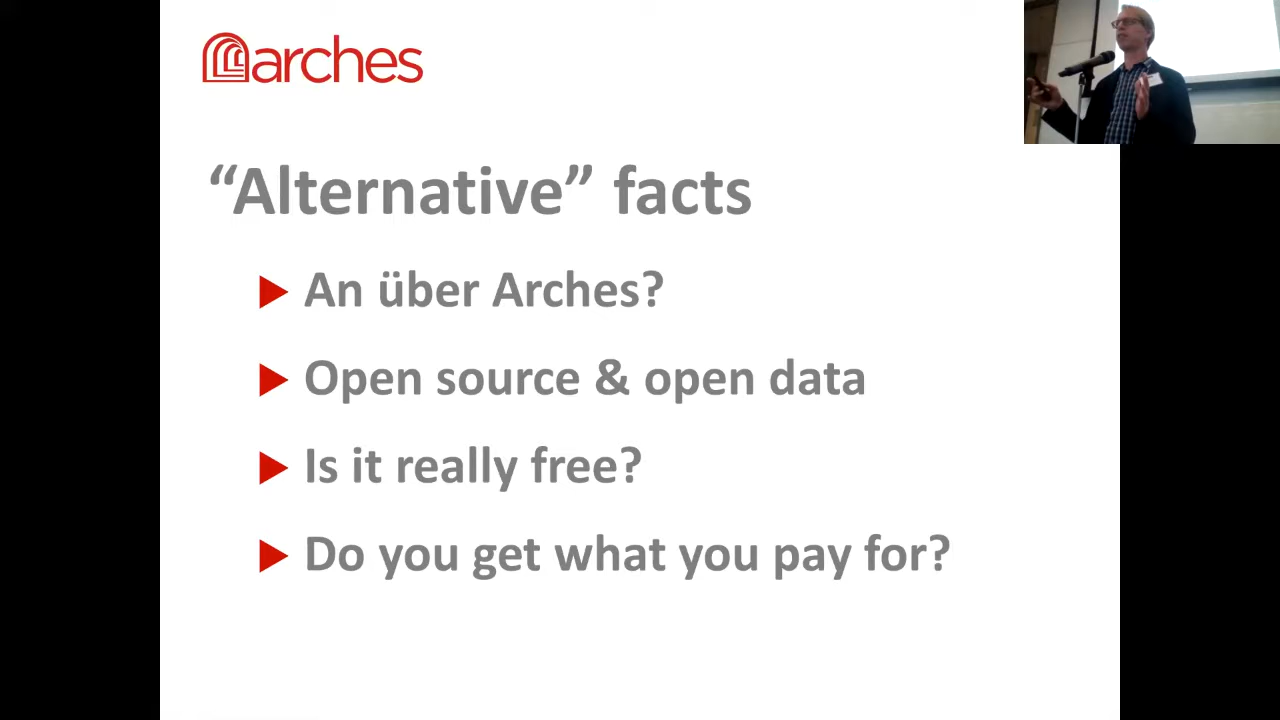 arches
“Alternative” facts
An über Arches?
Open source & open data
Is it really free?
Do you get what you pay for?